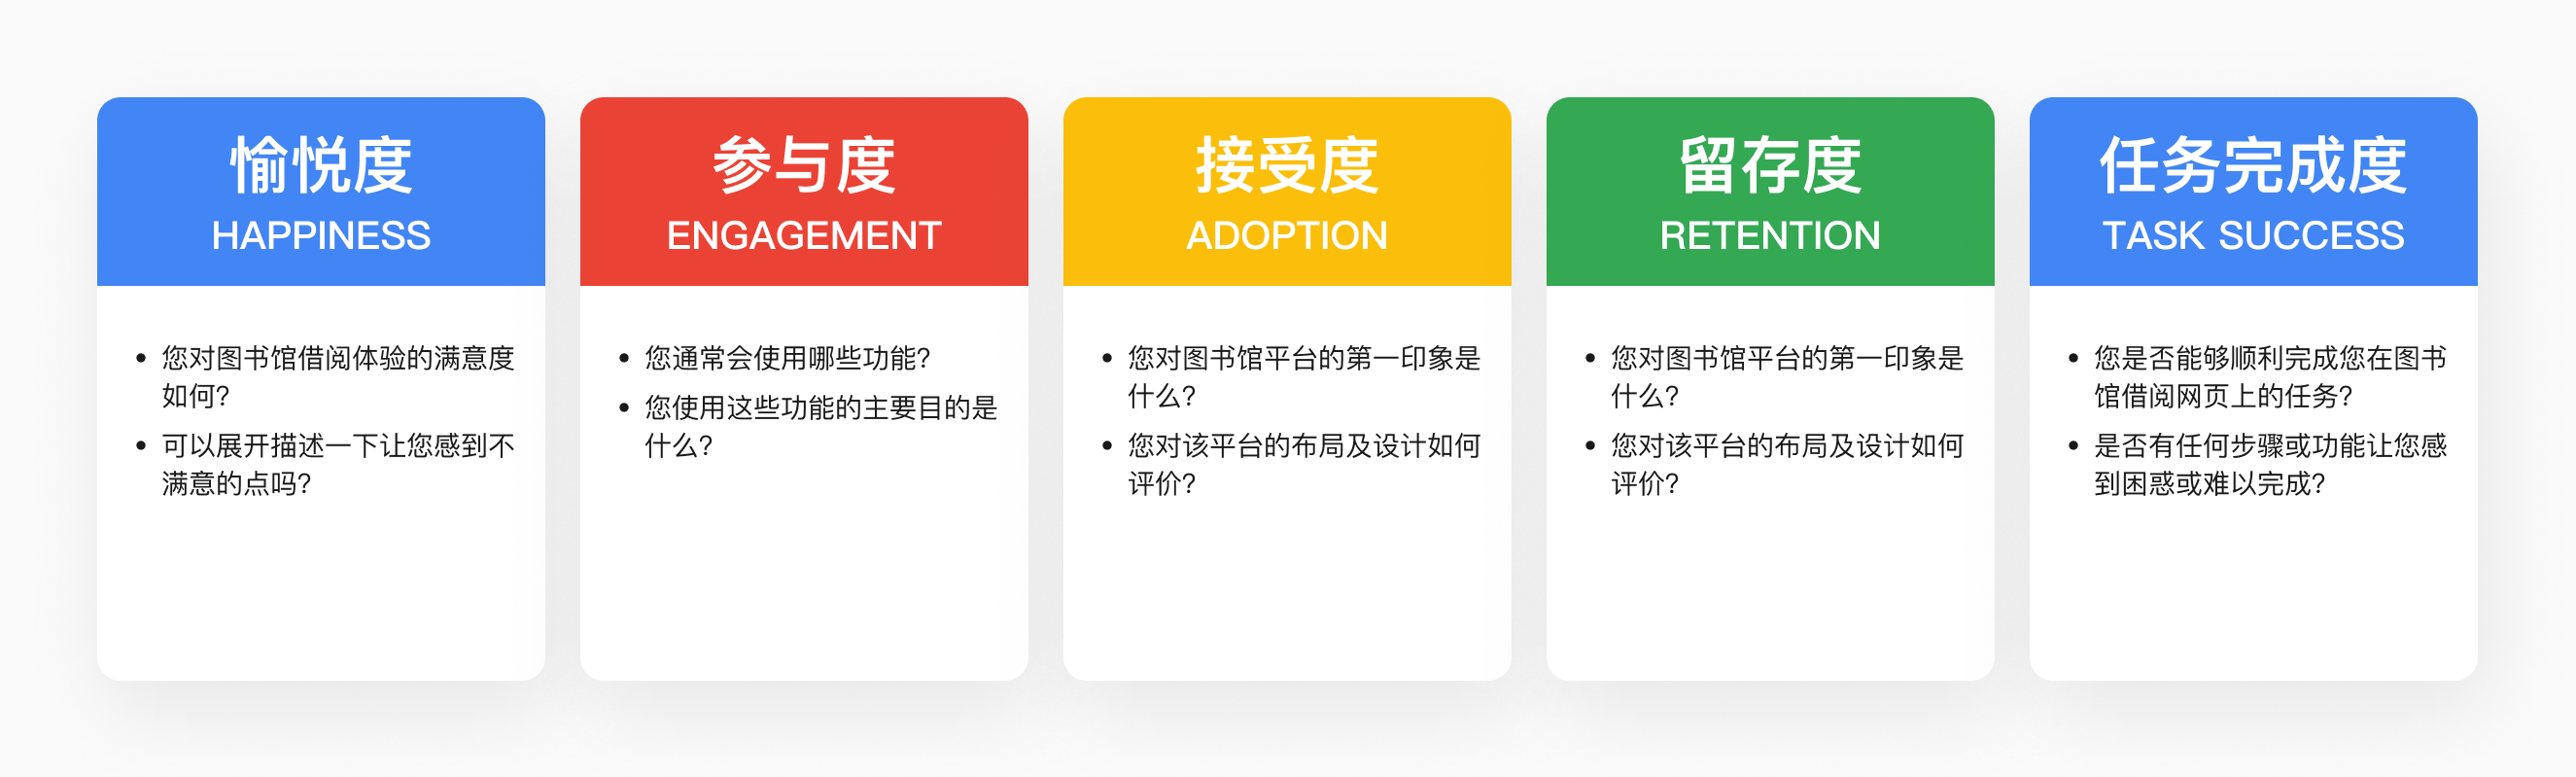 愉悦度
HAPPINESS
• 您对图书馆借阅体验的满意度
如何?
• 可以展开描述一下让您感到不
满意的点吗?
参与度
ENGAGEMENT
• 您通常会使用哪些功能?
• 您使用这些功能的主要目的是
什么?
接受度
ADOPTION
• 您对图书馆平台的第一印象是
什么?
• 您对该平台的布局及设计如何
评价?
留存度
RETENTION
• 您对图书馆平台的第一印象是
什么?
• 您对该平台的布局及设计如何
评价?
任务完成度
TASK SUCCESS
• 您是否能够顺利完成您在图书
馆借阅网页上的任务?
• 是否有任何步骤或功能让您感
到困惑或难以完成?